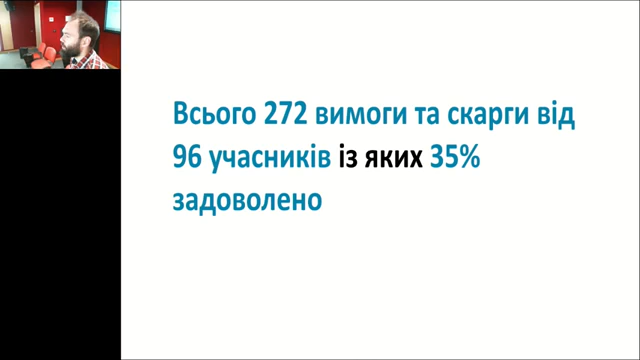 Всього 272 вимоги та скарги від
96 учасників із яких 35%
задоволено